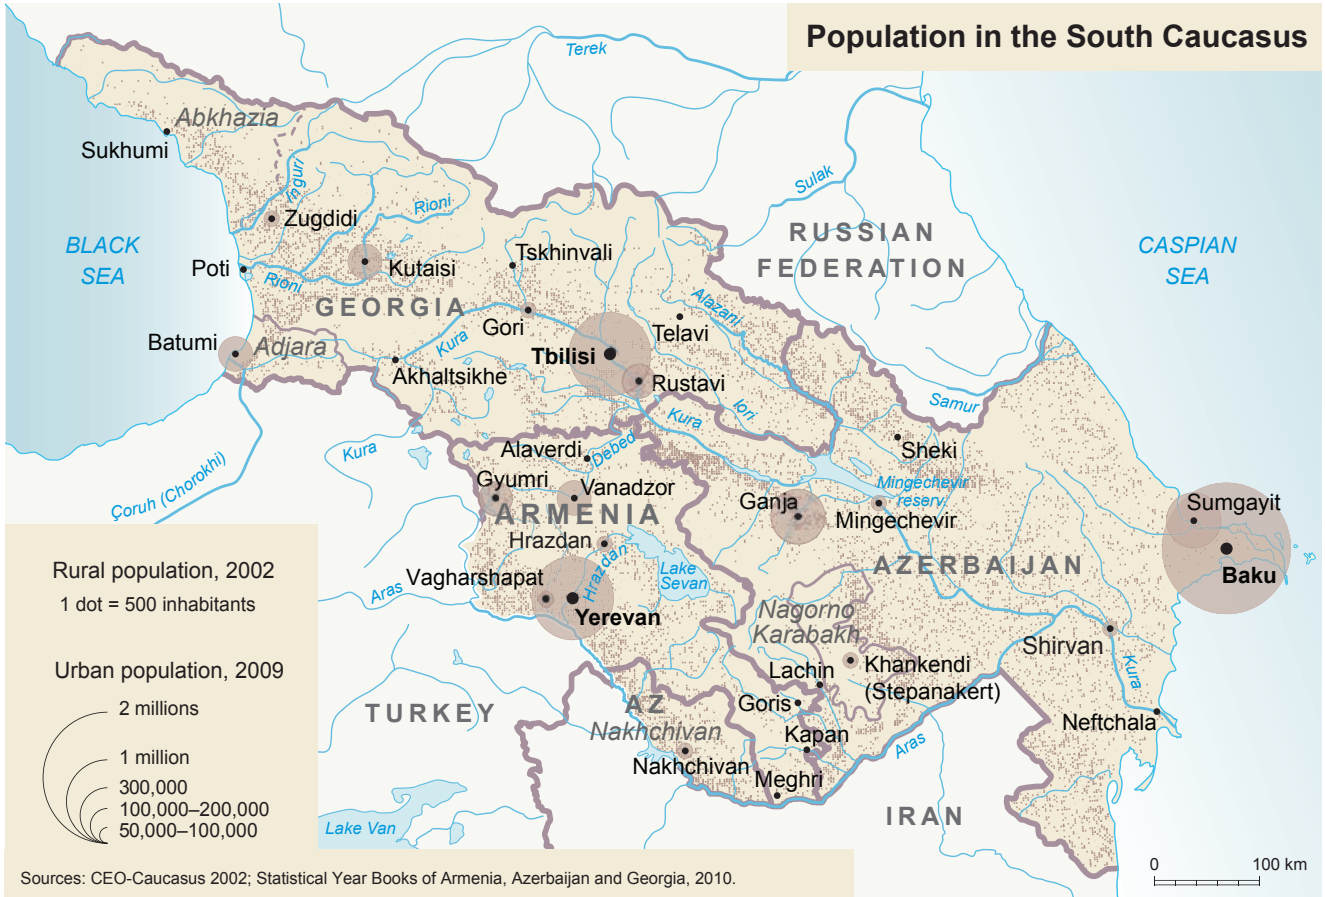 Population in the South Caucasus
Terek
Abkhazia
Sukhumi
Inguri
Sulak
Zugdidi
Rioni
RUSSIAN
FEDERATION
BLACK
SEA
CASPIAN
SEA
Poti
Rioni
Kutaisi
Tskhinvali
GEORGIA
Alazani
Gori
Telavi
Batumi
Adjara
Kura
Tbilisi
Akhaltsikhe
Rustavi
Samur
Iori
Kura
Kura
Alaverdi
Debed
Sheki
Çoruh (Chorokhi)
Gyumri
Vanadzor
Mingechevir
reserv.
Ganja
Mingechevir
Sumgayit
ARMENIA
Hrazdan
Hrazdan
Lake
Sevan
AZERBAIJAN
Baku
Vagharshapat
Aras
Yerevan
Nagorno
Karabakh
Shirvan
Kura
Khankendi
(Stepanakert)
Lachin
Goris
AZ
Nakhchivan
TURKEY
Neftchala
Kapan
Aras
Nakhchivan
Meghri
IRAN
Lake Van
Rural population, 2002
1 dot = 500 inhabitants
Urban population, 2009
2 millions
1 million
300,000
100,000–200,000
50,000–100,000
0 100 km
Sources: CEO-Caucasus 2002; Statistical Year Books of Armenia, Azerbaijan and Georgia, 2010.